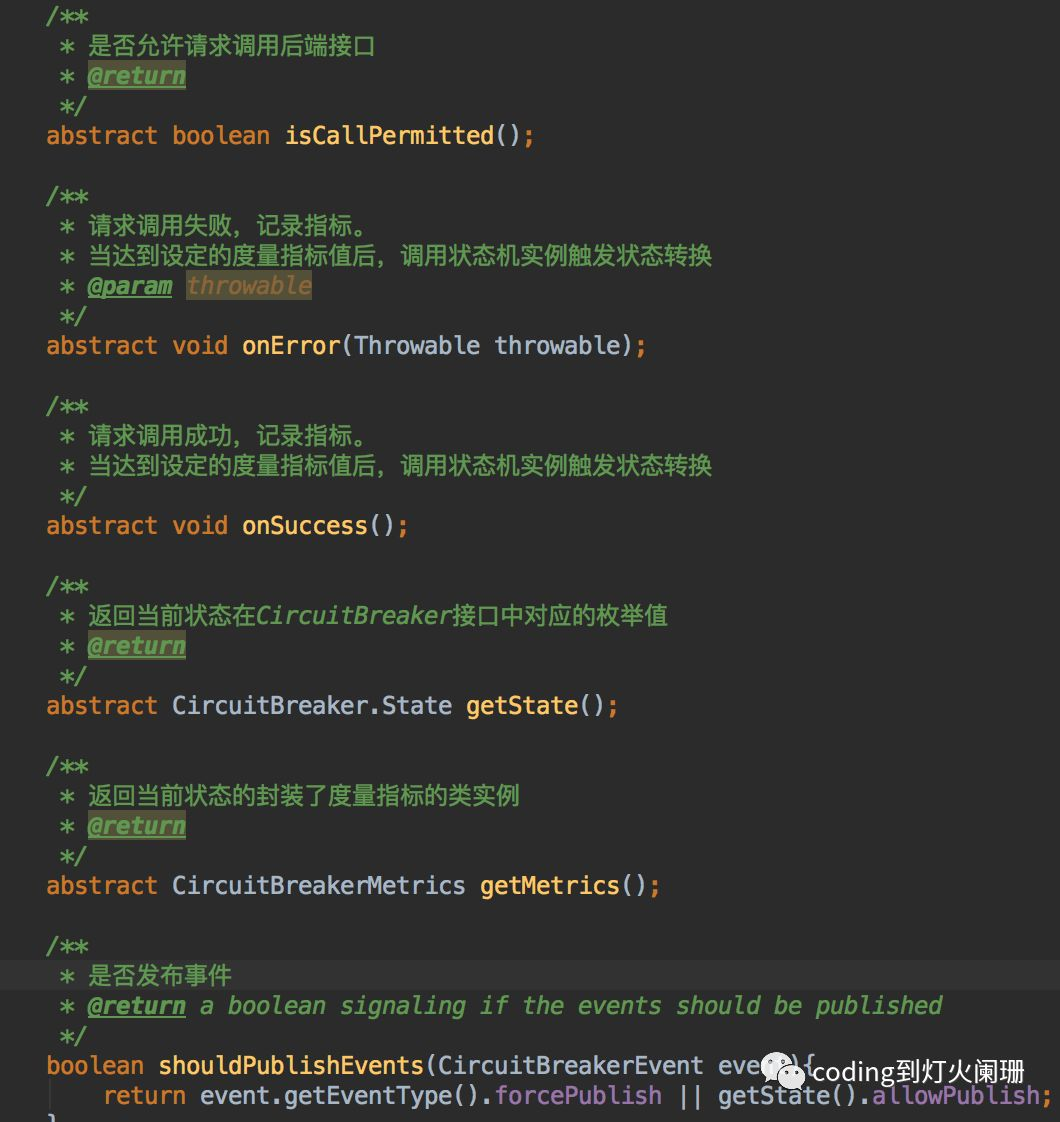 /**
 * 是否允许请求调用后端接口
 * @return
 */
abstract boolean isCallPermitted();

/**
 * 请求调用失败，记录指标。
 * 当达到设定的度量指标值后，调用状态机实例触发状态转换
 * @param throwable
 */
abstract void onError(Throwable throwable);

/**
 * 请求调用成功，记录指标。
 * 当达到设定的度量指标值后，调用状态机实例触发状态转换
 */
abstract void onSuccess();

/**
 * 返回当前状态在CircuitBreaker接口中对应的枚举值
 * @return
 */
abstract CircuitBreaker.State getState();

/**
 * 返回当前状态的封装了度量指标的类实例
 * @return
 */
abstract CircuitBreakerMetrics getMetrics();

/**
 * 是否发布事件
 * @return a boolean signaling if the events should be published
 */
boolean shouldPublishEvents(CircuitBreakerEvent event){
coding到灯火阑珊
    return event.getEventType().forcePublish || getState().allowPublish;
}